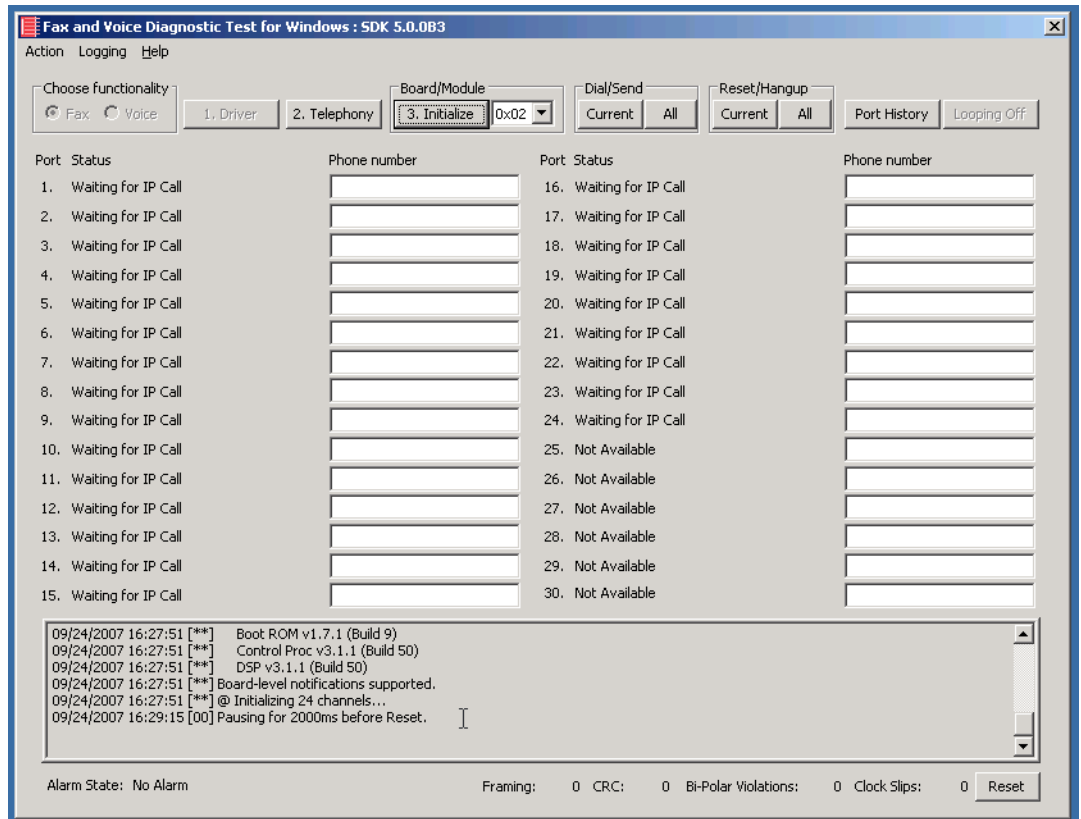 Fax and Voice Diagnostic Test for Windows : SDK 5.0.0B3
Action Logging Help
Choose functionality Board/Module Dial/Send Reset/Hangup
Fax Voice 1. Driver 2. Telephony 3. Initialize 0x02 Current All Current All Port History Looping Off
Port Status Phone number Port Status Phone number
1. Waiting for IP Call 16. Waiting for IP Call
2. Waiting for IP Call 17. Waiting for IP Call
3. Waiting for IP Call 18. Waiting for IP Call
4. Waiting for IP Call 19. Waiting for IP Call
5. Waiting for IP Call 20. Waiting for IP Call
6. Waiting for IP Call 21. Waiting for IP Call
7. Waiting for IP Call 22. Waiting for IP Call
8. Waiting for IP Call 23. Waiting for IP Call
9. Waiting for IP Call 24. Waiting for IP Call
10. Waiting for IP Call 25. Not Available
11. Waiting for IP Call 26. Not Available
12. Waiting for IP Call 27. Not Available
13. Waiting for IP Call 28. Not Available
14. Waiting for IP Call 29. Not Available
15. Waiting for IP Call 30. Not Available
09/24/2007 16:27:51 [**] Boot ROM v1.7.1 (Build 9)
09/24/2007 16:27:51 [**] Control Proc v3.1.1 (Build 50)
09/24/2007 16:27:51 [**] DSP v3.1.1 (Build 50)
09/24/2007 16:27:51 [**] Board-level notifications supported.
09/24/2007 16:27:51 [**] @ Initializing 24 channels...
09/24/2007 16:29:15 [00] Pausing for 2000ms before Reset.
Alarm State: No Alarm Framing: 0 CRC: 0 Bi-Polar Violations: 0 Clock Slips: 0 Reset